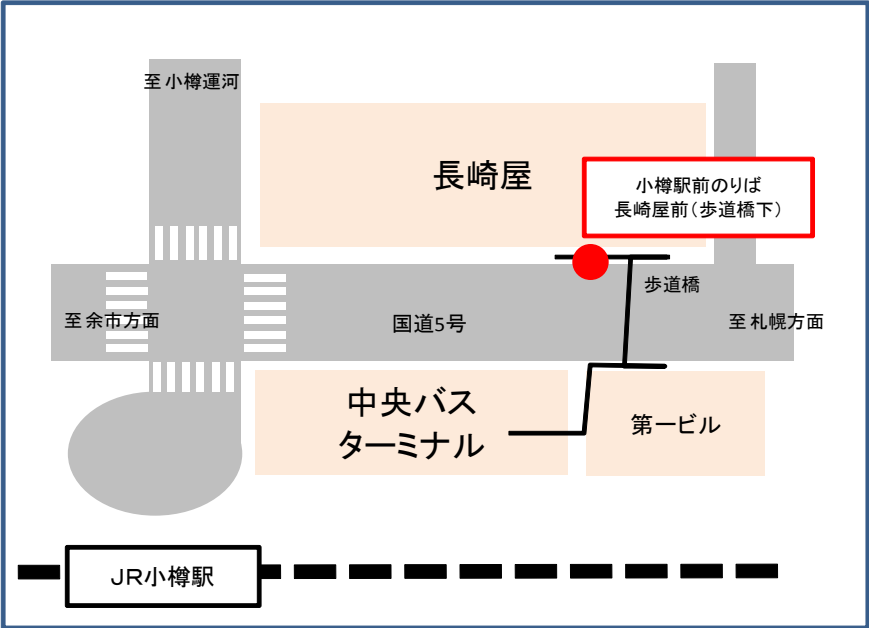 至小樽運河
長崎屋
小樽駅前のりば
長崎屋前（歩道橋下）
歩道橋
至余市方面
国道5号
至札幌方面
中央バス
ターミナル
第一ビル
ＪＲ小樽駅